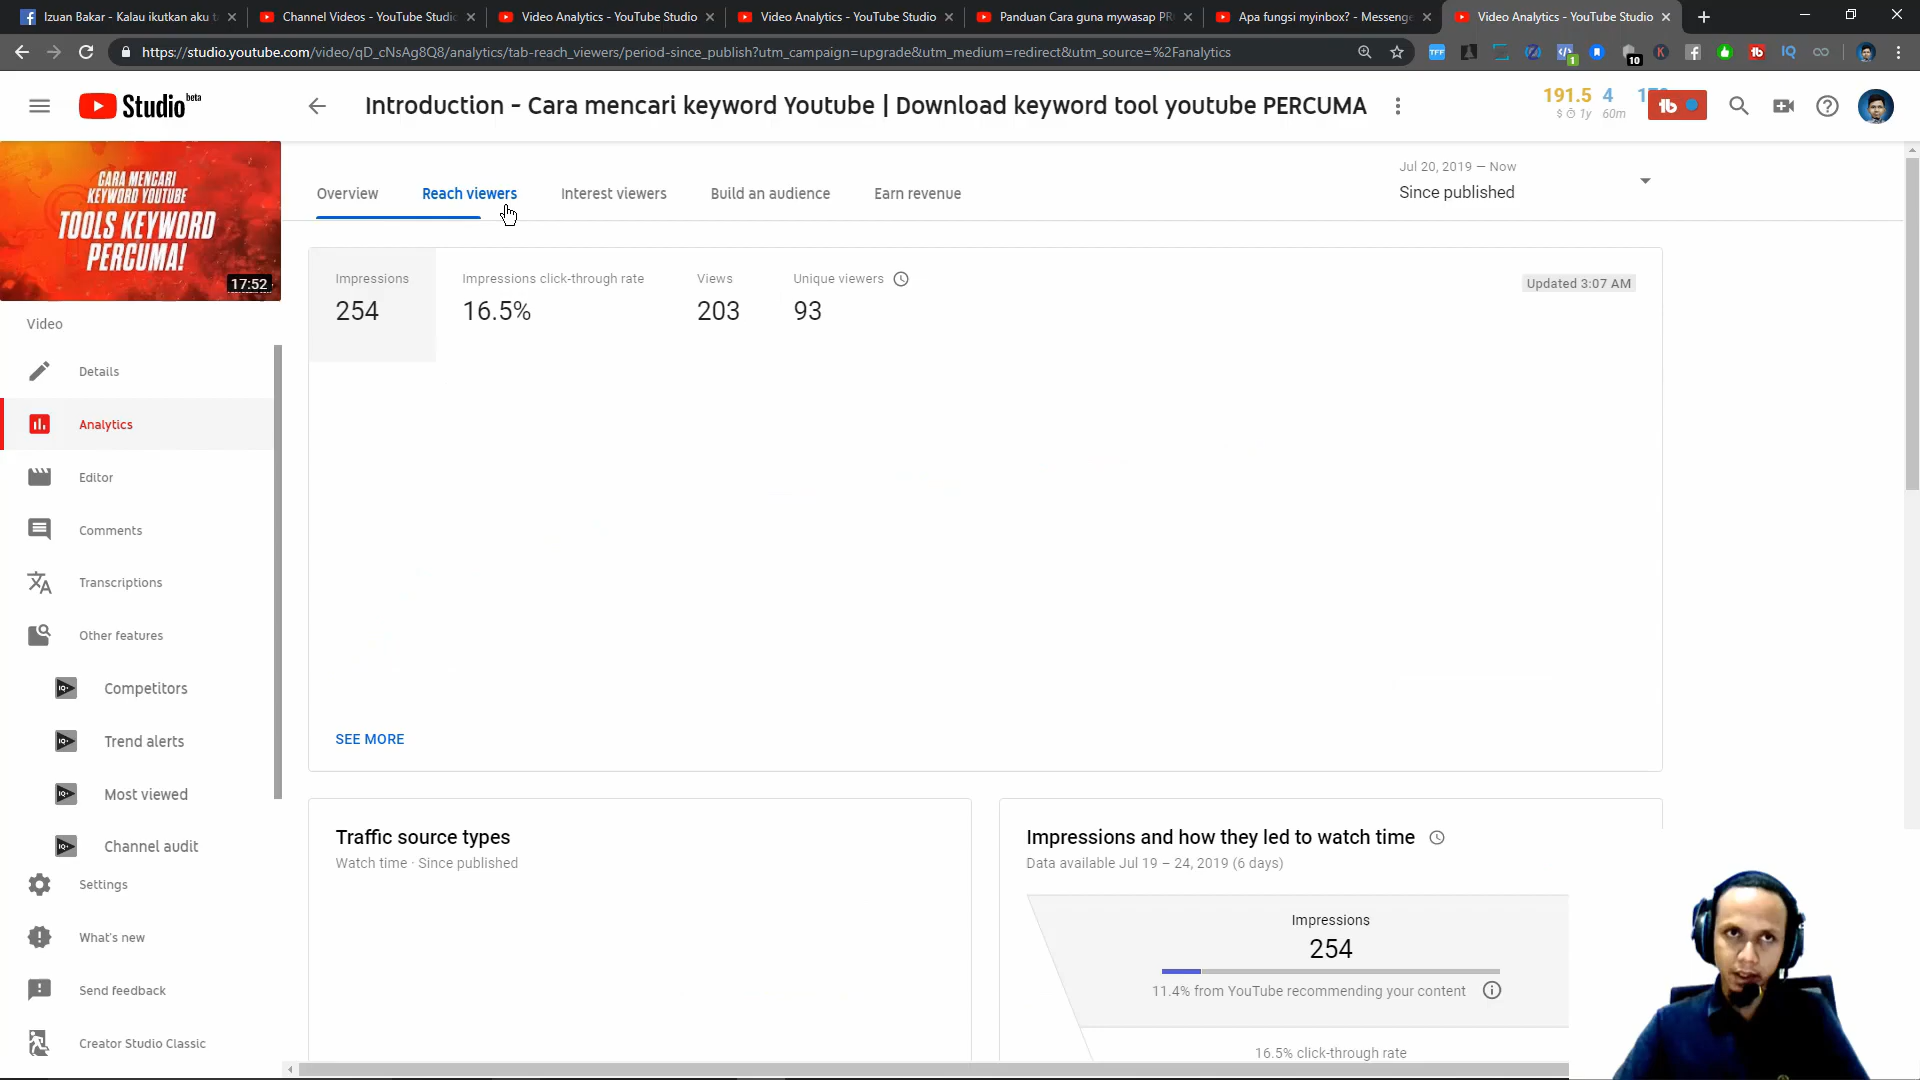 Izuan Bakar - Kalau ikutkan aku t
Channel Videos - YouTube Studio
Video Analytics - YouTube Studio
Video Analytics - YouTube Studio
Panduan Cara guna mywasap PR
Apa fungsi myinbox? - Messenge
Video Analytics - YouTube Studio
https://studio.youtube.com/video/qD_cNsAg8Q8/analytics/tab-reach_viewers/period-since_publish?utm_campaign=upgrade&utm_medium=redirect&utm_source=%2Fanalytics
TFF
1
10
K
tb
IQ
Studio beta
Introduction - Cara mencari keyword Youtube | Download keyword tool youtube PERCUMA
191.5 4
$ 1y 60m
tb
CARA MENCARI
KEYWORD YOUTUBE
TOOLS KEYWORD
PERCUMA!
17:52
Overview
Reach viewers
Interest viewers
Build an audience
Earn revenue
Jul 20, 2019 — Now
Since published
Impressions
254
Impressions click-through rate
16.5%
Views
203
Unique viewers
93
Updated 3:07 AM
SEE MORE
Video
Details
Analytics
Editor
Comments
Transcriptions
Other features
Competitors
Trend alerts
Most viewed
Channel audit
Settings
What's new
Send feedback
Creator Studio Classic
Traffic source types
Watch time · Since published
Impressions and how they led to watch time
Data available Jul 19 – 24, 2019 (6 days)
Impressions
254
11.4% from YouTube recommending your content
16.5% click-through rate